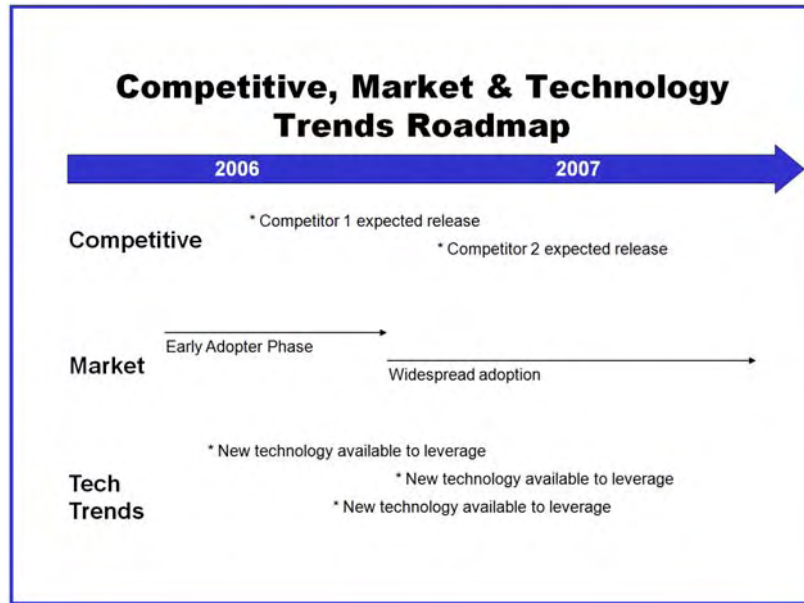 Competitive, Market & Technology
Trends Roadmap
2006 2007
Competitive
* Competitor 1 expected release
* Competitor 2 expected release
Market
Early Adopter Phase
Widespread adoption
Tech
Trends
* New technology available to leverage
* New technology available to leverage
* New technology available to leverage